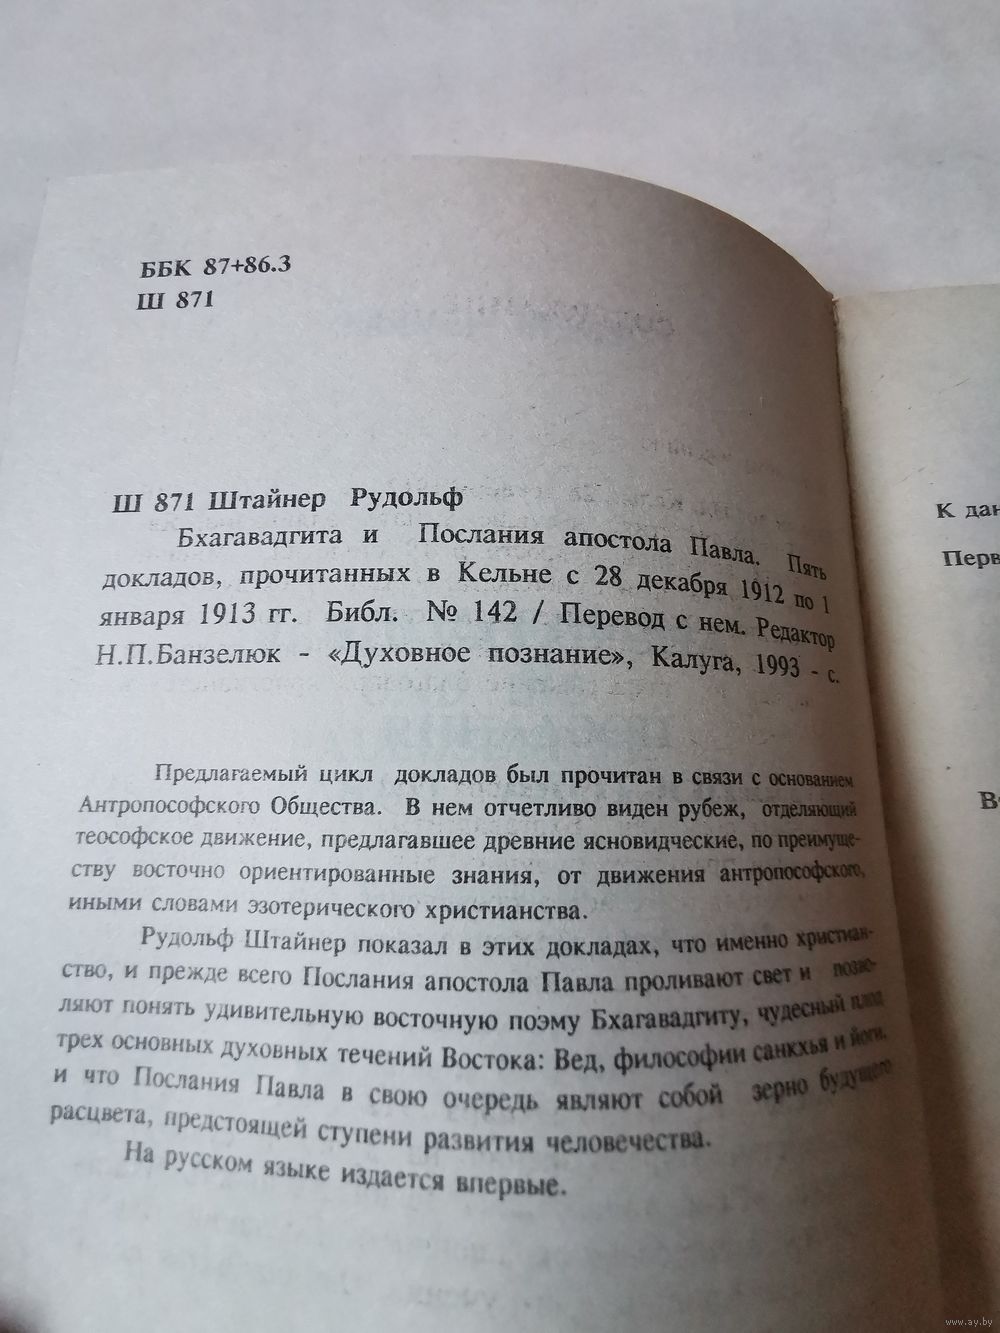 ББК 87+86.3
Ш 871
Ш 871 Штайнер Рудольф
Бхагавадгита и Послания апостола Павла. Пять
докладов, прочитанных в Кельне с 28 декабря 1912 по 1
января 1913 гг. Библ. № 142 / Перевод с нем. Редактор
Н.П.Банзелюк - «Духовное познание», Калуга, 1993 - с.
Предлагаемый цикл докладов был прочитан в связи с основанием
Антропософского Общества. В нем отчетливо виден рубеж, отделяющий
теософское движение, предлагавшее древние ясновидческие, по преимуще-
ству восточно ориентированные знания, от движения антропософского,
иными словами эзотерического христианства.
Рудольф Штайнер показал в этих докладах, что именно христиан-
ство, и прежде всего Послания апостола Павла проливают свет и позво-
ляют понять удивительную восточную поэму Бхагавадгиту, чудесный плод
трех основных духовных течений Востока: Вед, философии санкхья и йоги,
и что Послания Павла в свою очередь являют собой зерно будущего
расцвета, предстоящей ступени развития человечества.
На русском языке издается впервые.
К дан
Перв
www.ay.by